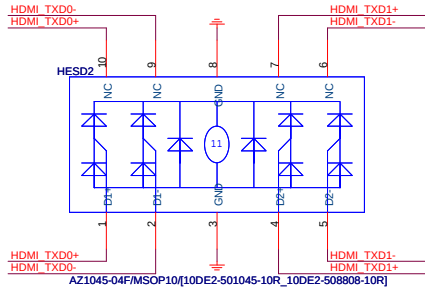 HDMI_TXD0- HDMI_TXD1+
HDMI_TXD0+ HDMI_TXD1-
10 9 8 7 6
HESD2
NC NC GND NC NC
11
D1+ D1- GND D2+ D2-
1 2 3 4 5
HDMI_TXD0+ HDMI_TXD1-
HDMI_TXD0- HDMI_TXD1+
AZ1045-04F/MSOP10/[10DE2-501045-10R_10DE2-508808-10R]